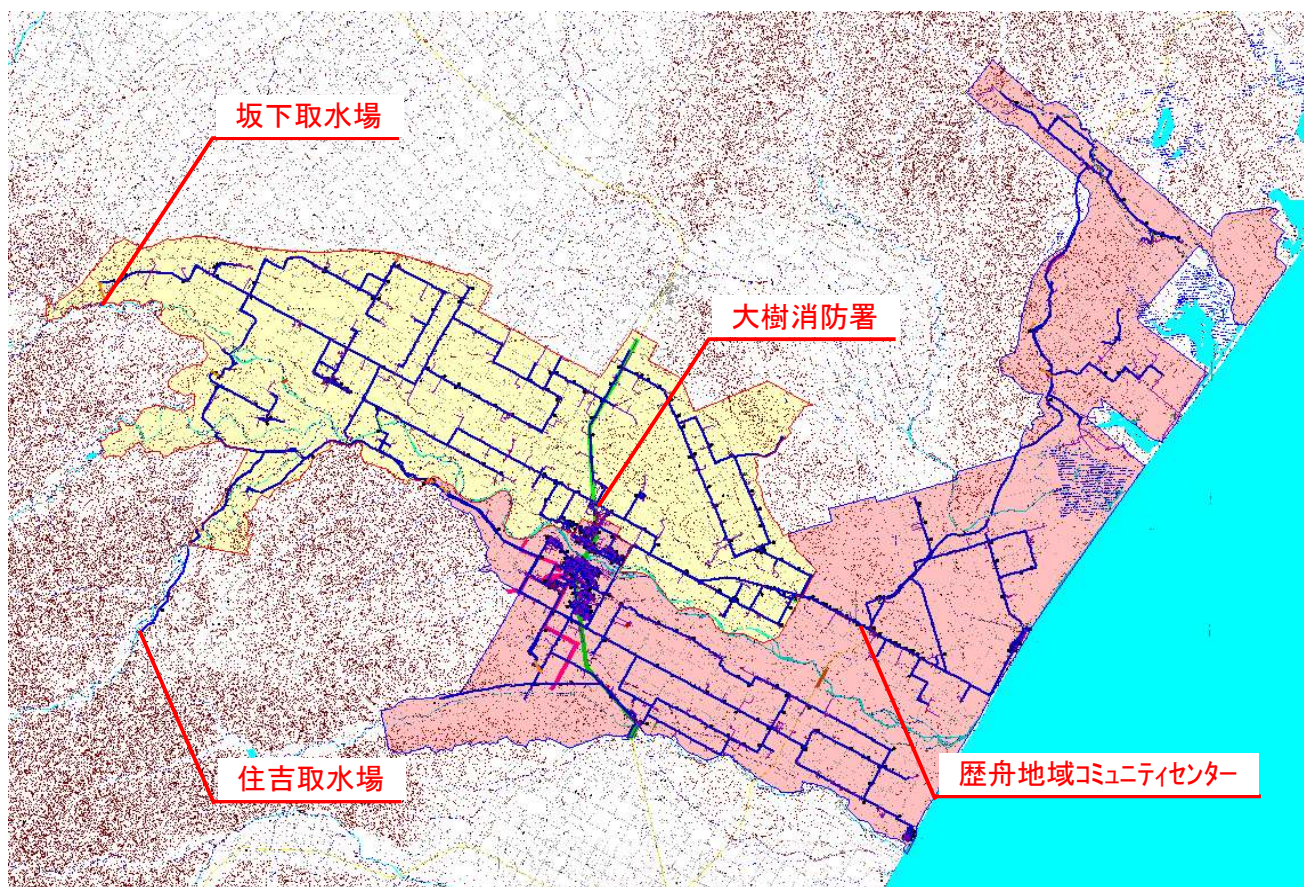 坂下取水場
大樹消防署
住吉取水場
歴舟地域コミュニティセンター